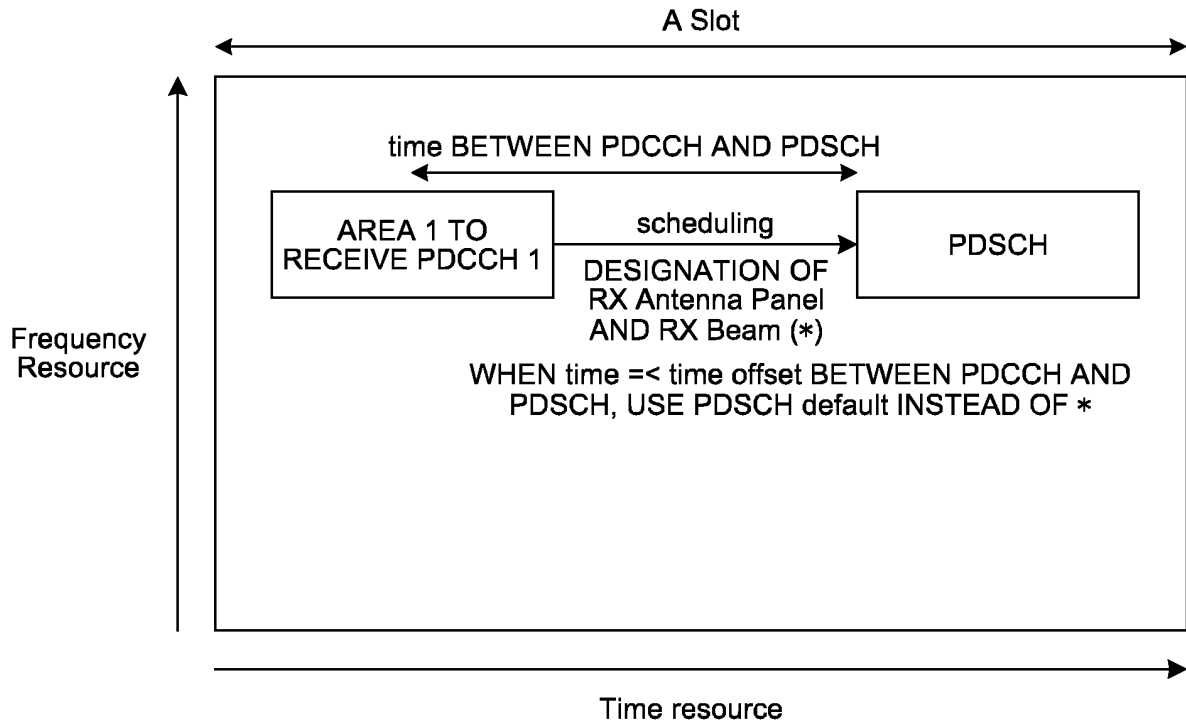 A Slot
time BETWEEN PDCCH AND PDSCH
AREA 1 TO
RECEIVE PDCCH 1
scheduling
DESIGNATION OF
RX Antenna Panel
AND RX Beam (*)
PDSCH
Frequency
Resource
WHEN time =< time offset BETWEEN PDCCH AND
PDSCH, USE PDSCH default INSTEAD OF *
Time resource